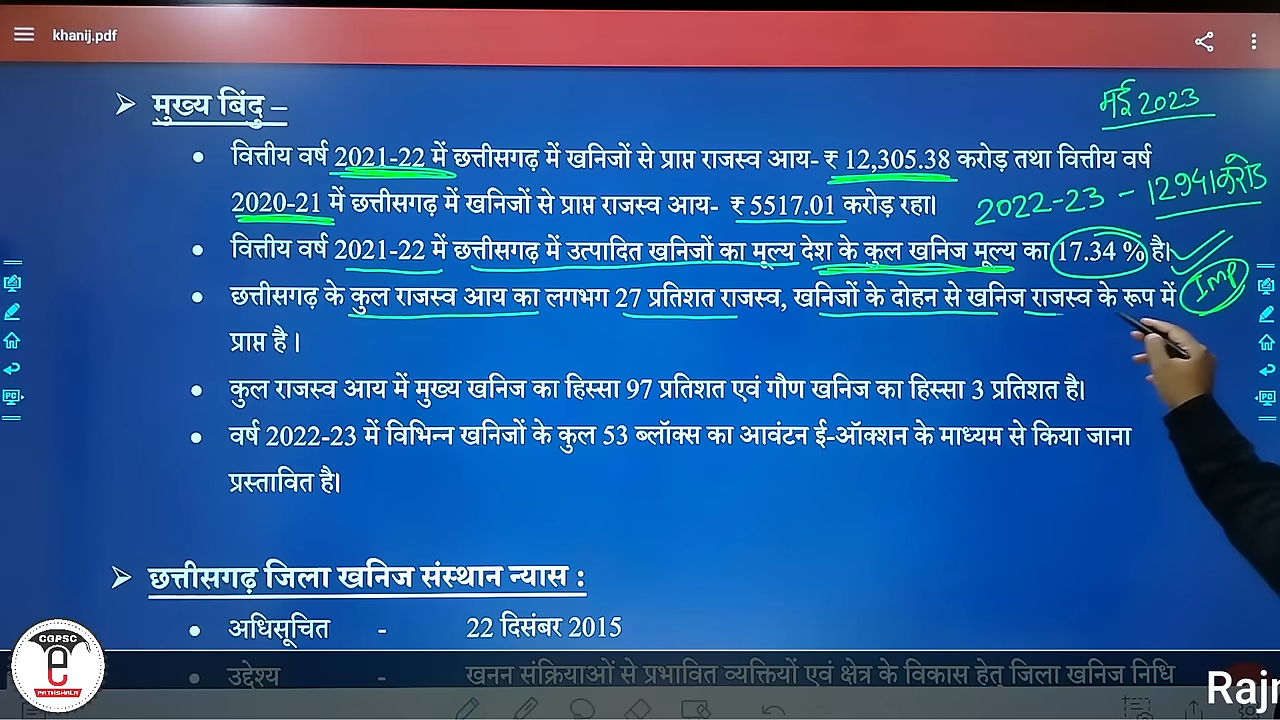 khanij.pdf
मुख्य बिंदु –
मई 2023
वित्तीय वर्ष 2021-22 में छत्तीसगढ़ में खनिजों से प्राप्त राजस्व आय- ₹ 12,305.38 करोड़ तथा वित्तीय वर्ष
2020-21 में छत्तीसगढ़ में खनिजों से प्राप्त राजस्व आय- ₹ 5517.01 करोड़ रहा।
2022-23 - 12941 करोड़
वित्तीय वर्ष 2021-22 में छत्तीसगढ़ में उत्पादित खनिजों का मूल्य देश के कुल खनिज मूल्य का 17.34 % है।
छत्तीसगढ़ के कुल राजस्व आय का लगभग 27 प्रतिशत राजस्व, खनिजों के दोहन से खनिज राजस्व के रूप में
Imp
प्राप्त है ।
कुल राजस्व आय में मुख्य खनिज का हिस्सा 97 प्रतिशत एवं गौण खनिज का हिस्सा 3 प्रतिशत है।
वर्ष 2022-23 में विभिन्न खनिजों के कुल 53 ब्लॉक्स का आवंटन ई-ऑक्शन के माध्यम से किया जाना
प्रस्तावित है।
छत्तीसगढ़ जिला खनिज संस्थान न्यास :
अधिसूचित - 22 दिसंबर 2015
उद्देश्य - खनन संक्रियाओं से प्रभावित व्यक्तियों एवं क्षेत्र के विकास हेतु जिला खनिज निधि
CGPSC
e
PATHSHALA
Rajn